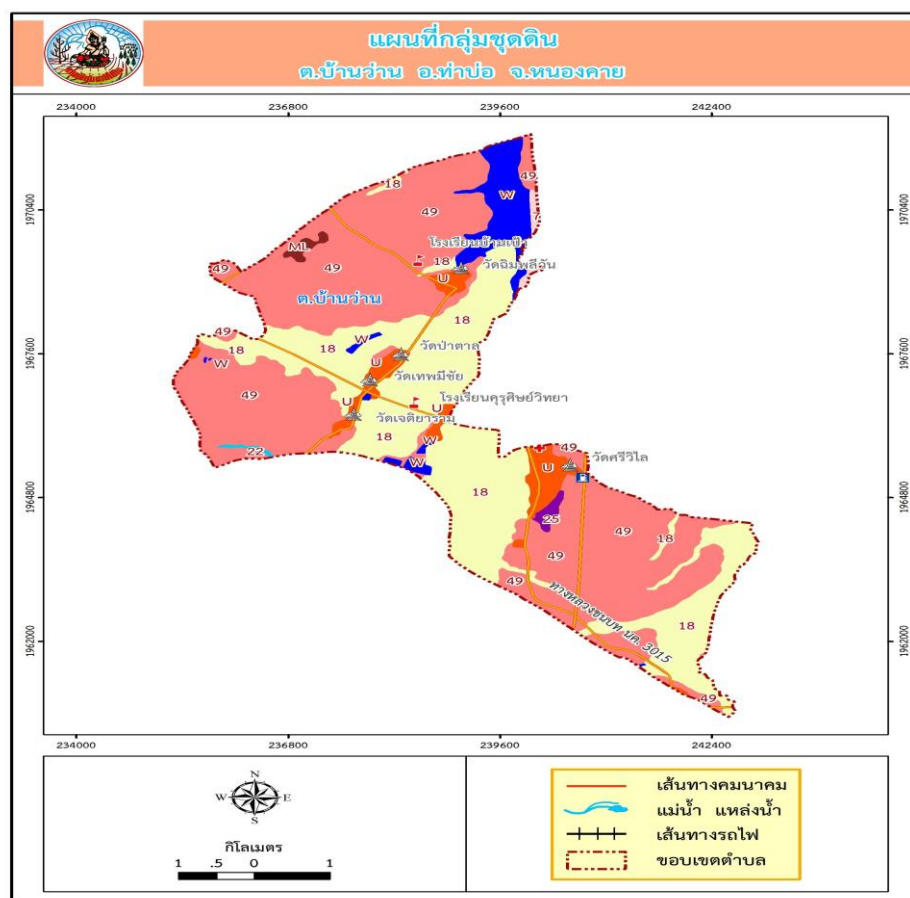 แผนที่กลุ่มชุดดิน
ต.บ้านว่าน อ.ท่าบ่อ จ.หนองคาย
234000 236800 239600 242400
1970400
1967600
1964800
1962000
18
49
W
49
7
โรงเรียนบ้านเป้า
ML
18
วัดฉิมพลีฉัน
49
49
U
ต.บ้านว่าน
18
49
W
18
18
วัดป่าตาล
W
U
วัดเทพมีชัย
49
โรงเรียนคุรุศิษย์วิทยา
U
U
วัดเจติยาราม
18
W
22
W
49
วัดศรีวิไล
U
18
25
49
18
49
49
ทางหลวงชนบท นค. 3015
18
49
234000 236800 239600 242400
N
W E
S
กิโลเมตร
1 .5 0 1
เส้นทางคมนาคม
แม่น้ำ แหล่งน้ำ
เส้นทางรถไฟ
ขอบเขตตำบล